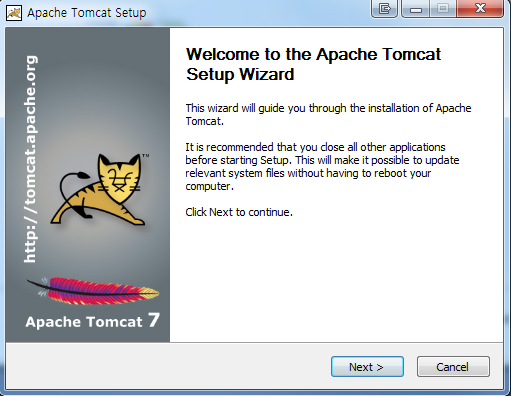 Apache Tomcat Setup
http://tomcat.apache.org
TM
Apache Tomcat 7
Welcome to the Apache Tomcat
Setup Wizard
This wizard will guide you through the installation of Apache
Tomcat.
It is recommended that you close all other applications
before starting Setup. This will make it possible to update
relevant system files without having to reboot your
computer.
Click Next to continue.
Next >
Cancel